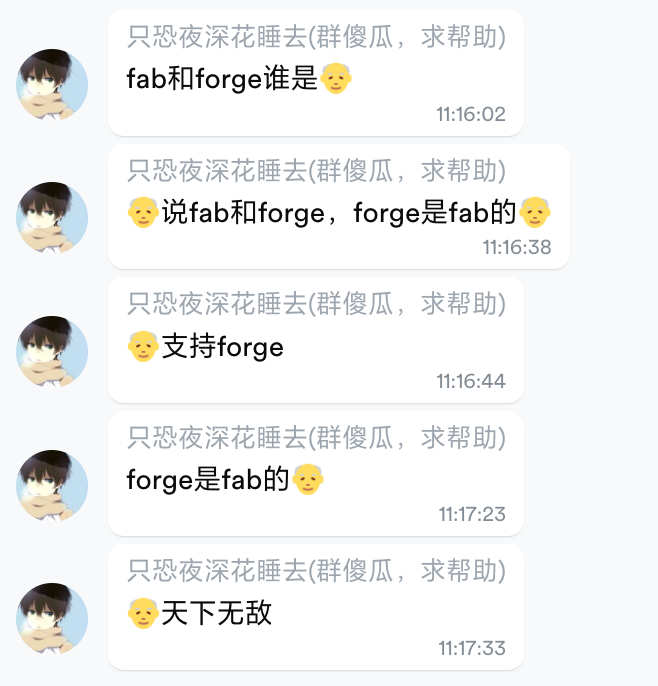 只恐夜深花睡去(群傻瓜，求帮助)
fab和forge谁是👴
11:16:02
只恐夜深花睡去(群傻瓜，求帮助)
👴说fab和forge，forge是fab的👴
11:16:38
只恐夜深花睡去(群傻瓜，求帮助)
👴支持forge
11:16:44
只恐夜深花睡去(群傻瓜，求帮助)
forge是fab的👴
11:17:23
只恐夜深花睡去(群傻瓜，求帮助)
👴天下无敌
11:17:33